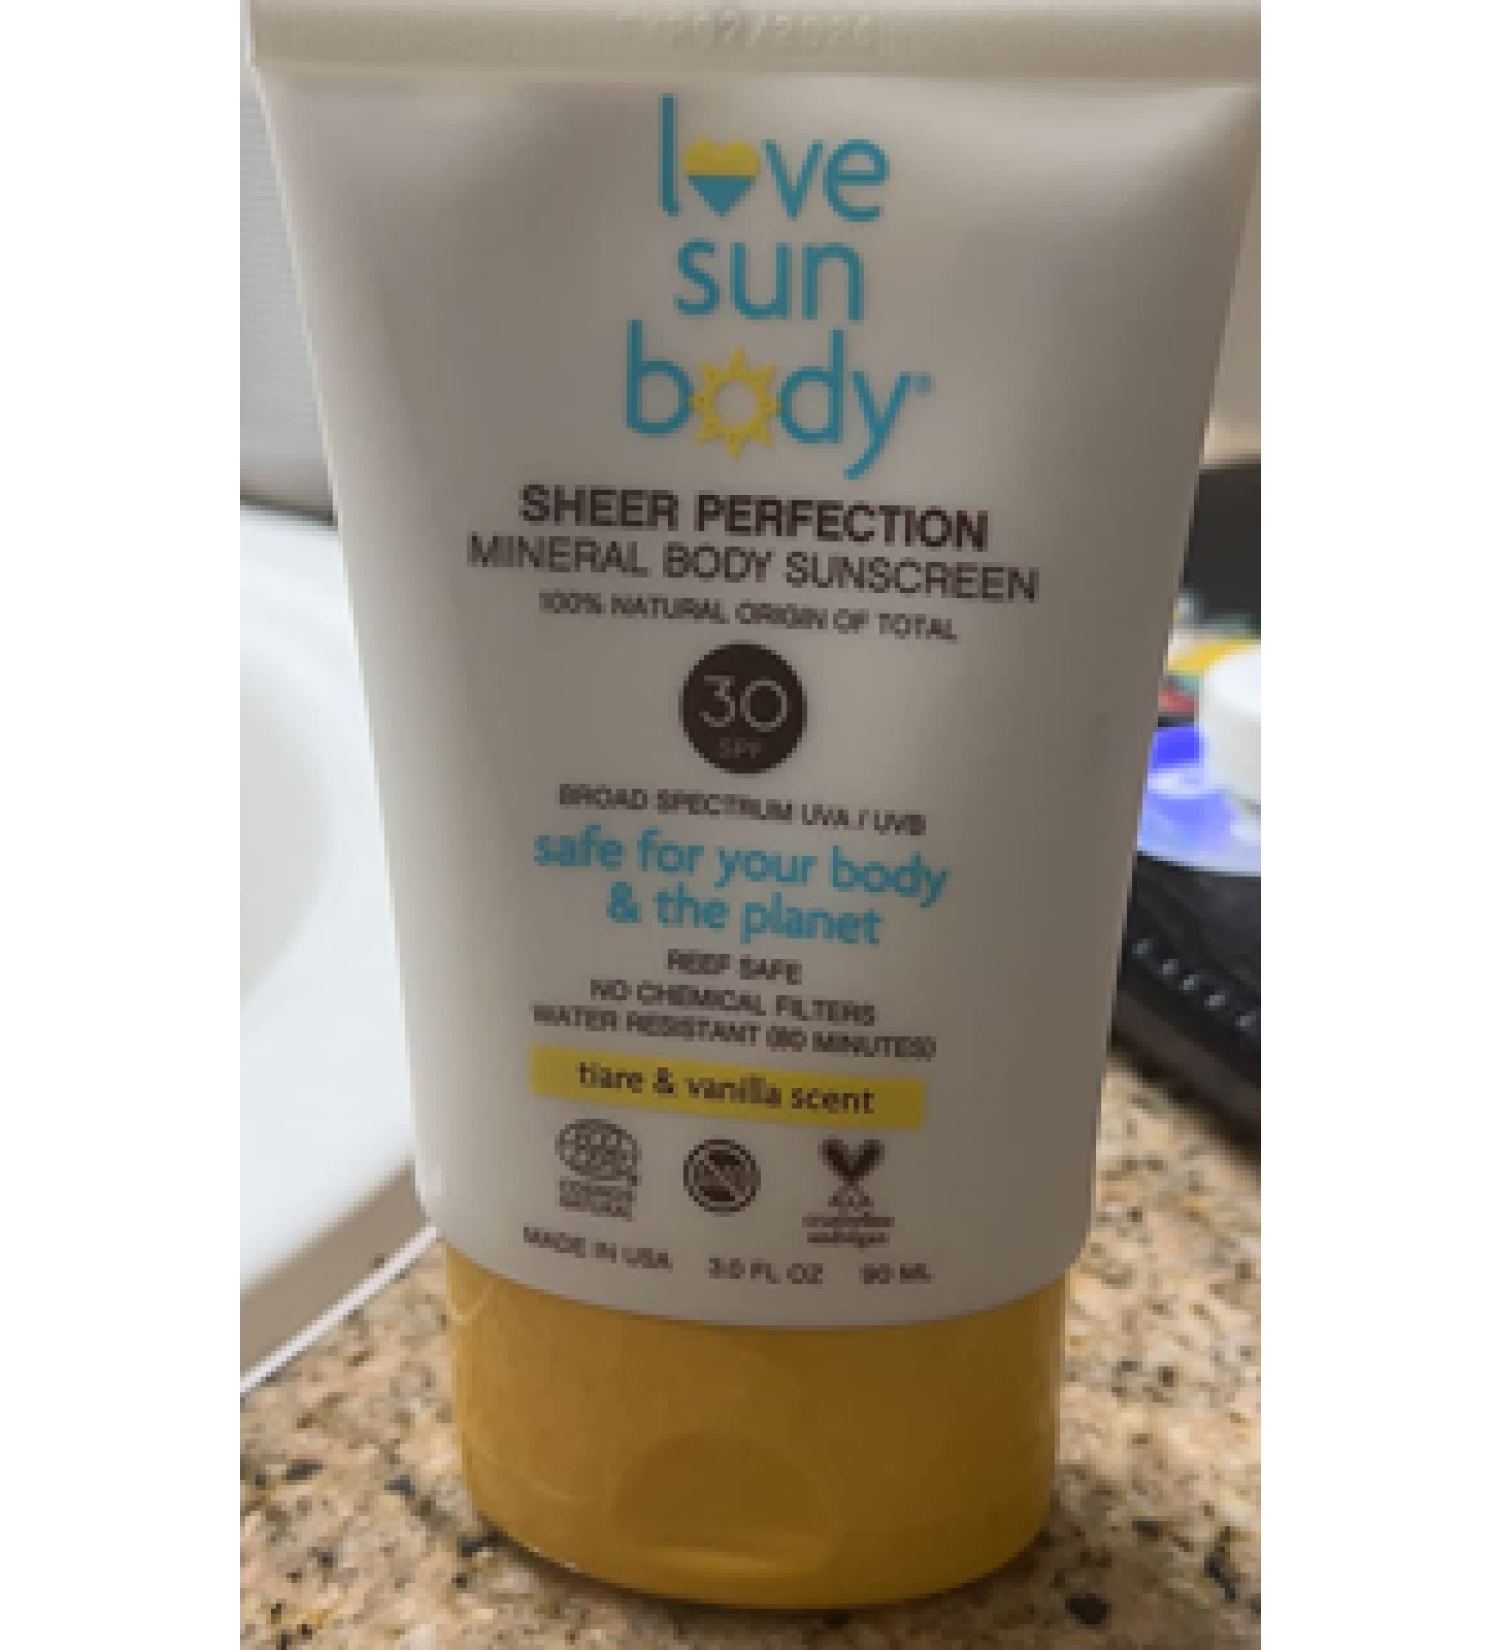 love
sun
body®
SHEER PERFECTION
MINERAL BODY SUNSCREEN
100% NATURAL ORIGIN OF TOTAL
30
SPF
BROAD SPECTRUM UVA / UVB
safe for your body
& the planet
REEF SAFE
NO CHEMICAL FILTERS
WATER RESISTANT (80 MINUTES)
tiare & vanilla scent
COSMOS
NATURAL
MADE IN USA 3.0 FL OZ 90 ML